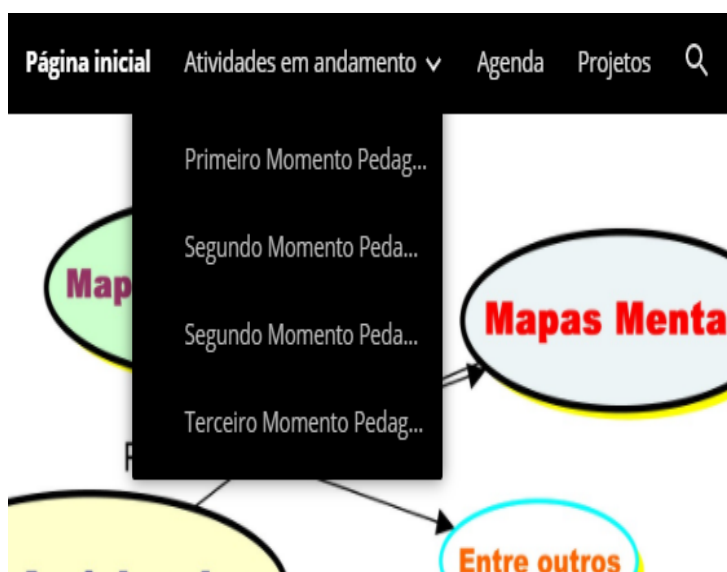 Página inicial Atividades em andamento Agenda Projetos
Primeiro Momento Pedag...
Segundo Momento Peda...
Map
Mapas Menta
Segundo Momento Peda...
Terceiro Momento Pedag...
Entre outros